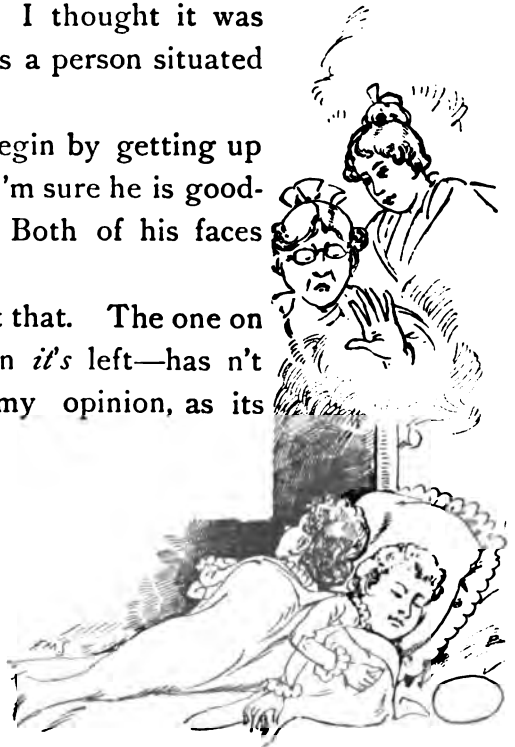 I thought it was
s a person situated
egin by getting up
'm sure he is good-
Both of his faces
t that. The one on
n it's left—has n't
my opinion, as its